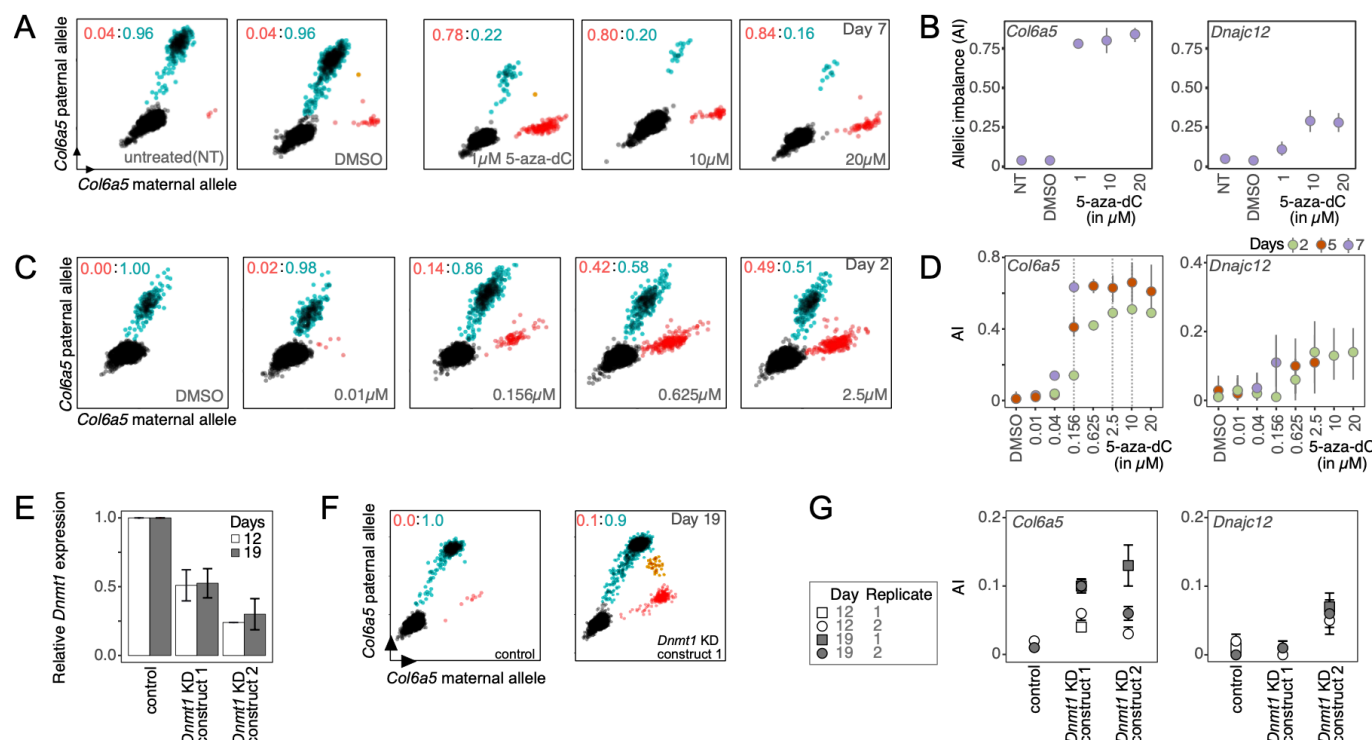 A
Col6a5 paternal allele
0.04:0.96
untreated(NT)
0.04:0.96
DMSO
0.78:0.22
1µM 5-aza-dC
0.80:0.20
10µM
0.84:0.16
Day 7
20µM
Col6a5 maternal allele
B
Allelic imbalance (AI)
Col6a5
0.75
0.25
0
NT
DMSO
1
10
20
5-aza-dC
(in µM)
Dnajc12
0.75
0.25
0
NT
DMSO
1
10
20
5-aza-dC
(in µM)
C
Col6a5 paternal allele
0.00:1.00
DMSO
0.02:0.98
0.01µM
0.14:0.86
0.156µM
0.42:0.58
0.625µM
0.49:0.51
Day 2
2.5µM
Col6a5 maternal allele
D
Days 2 5 7
AI
Col6a5
0.8
0.4
0
DMSO
0.01
0.04
0.156
0.625
2.5
10
20
5-aza-dC
(in µM)
Dnajc12
0.4
0.2
0
DMSO
0.01
0.04
0.156
0.625
2.5
10
20
5-aza-dC
(in µM)
E
Relative Dnmt1 expression
1.0
0.5
0.0
Days
12
19
control
Dnmt1 KD
construct 1
Dnmt1 KD
construct 2
F
Col6a5 paternal allele
0.0:1.0
control
0.1:0.9
Day 19
Dnmt1 KD
construct 1
Col6a5 maternal allele
G
Day Replicate
12 1
12 2
19 1
19 2
AI
Col6a5
0.2
0.1
0
control
Dnmt1 KD
construct 1
Dnmt1 KD
construct 2
Dnajc12
0.2
0.1
0
control
Dnmt1 KD
construct 1
Dnmt1 KD
construct 2